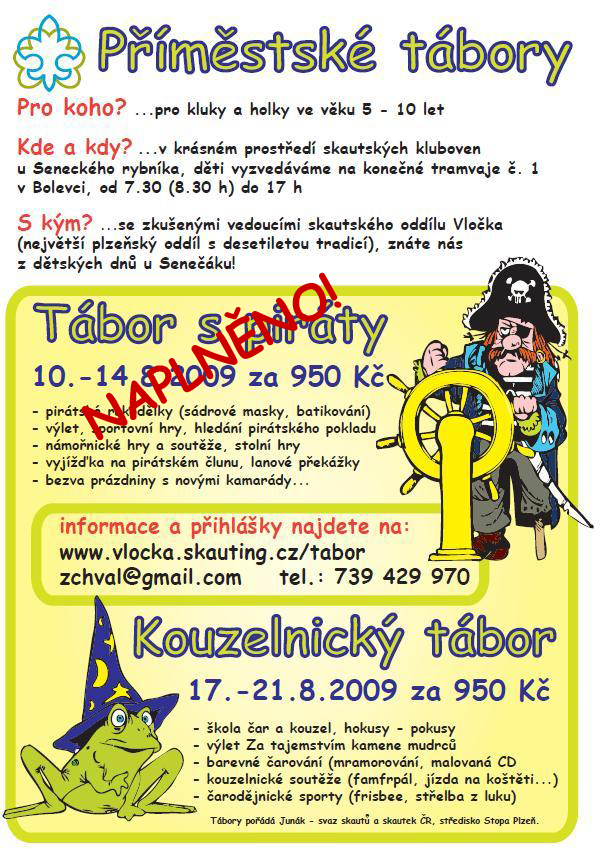 Příměstské tábory
Pro koho? ...pro kluky a holky ve věku 5 - 10 let
Kde a kdy? ...v krásném prostředí skautských kluboven
u Seneckého rybníka, děti vyzvedáváme na konečné tramvaje č. 1
v Bolevci, od 7.30 (8.30 h) do 17 h
S kým? ...se zkušenými vedoucími skautského oddílu Vločka
(největší plzeňský oddíl s desetiletou tradicí), znáte nás
z dětských dnů u Senečáku!
Tábor s piráty
NAPLNĚNO!
10.-14.8.2009 za 950 Kč
- pirátské rukodělky (sádrové masky, batikování)
- výlet, sportovní hry, hledání pirátského pokladu
- námořnické hry a soutěže, stolní hry
- vyjížďka na pirátském člunu, lanové překážky
- bezva prázdniny s novými kamarády...
informace a přihlášky najdete na:
www.vlocka.skauting.cz/tabor
zchval@gmail.com tel.: 739 429 970
Kouzelnický tábor
17.-21.8.2009 za 950 Kč
- škola čar a kouzel, hokusy - pokusy
- výlet Za tajemstvím kamene mudrců
- barevné čarování (mramorování, malovaná CD
- kouzelnické soutěže (famfrpál, jízda na koštěti...)
- čarodějnické sporty (frisbee, střelba z luku)
Tábory pořádá Junák - svaz skautů a skautek ČR, středisko Stopa Plzeň.